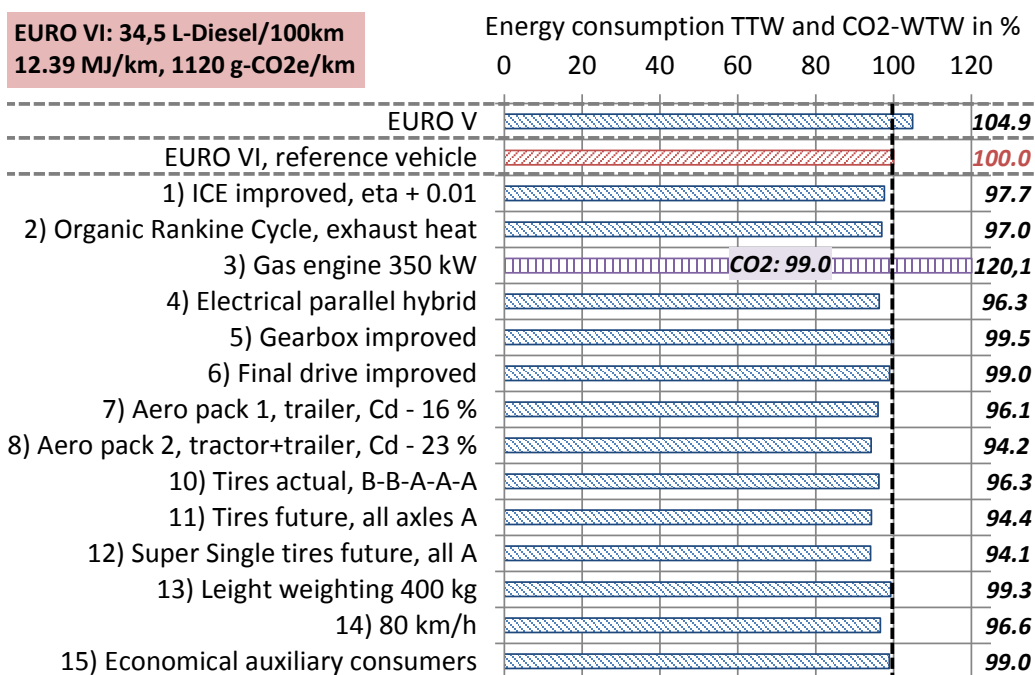 EURO VI: 34,5 L-Diesel/100km
12.39 MJ/km, 1120 g-CO2e/km
Energy consumption TTW and CO2-WTW in %
0 20 40 60 80 100 120
EURO V 104.9
EURO VI, reference vehicle 100.0
1) ICE improved, eta + 0.01 97.7
2) Organic Rankine Cycle, exhaust heat 97.0
3) Gas engine 350 kW CO2: 99.0 120,1
4) Electrical parallel hybrid 96.3
5) Gearbox improved 99.5
6) Final drive improved 99.0
7) Aero pack 1, trailer, Cd - 16 % 96.1
8) Aero pack 2, tractor+trailer, Cd - 23 % 94.2
10) Tires actual, B-B-A-A-A 96.3
11) Tires future, all axles A 94.4
12) Super Single tires future, all A 94.1
13) Leight weighting 400 kg 99.3
14) 80 km/h 96.6
15) Economical auxiliary consumers 99.0